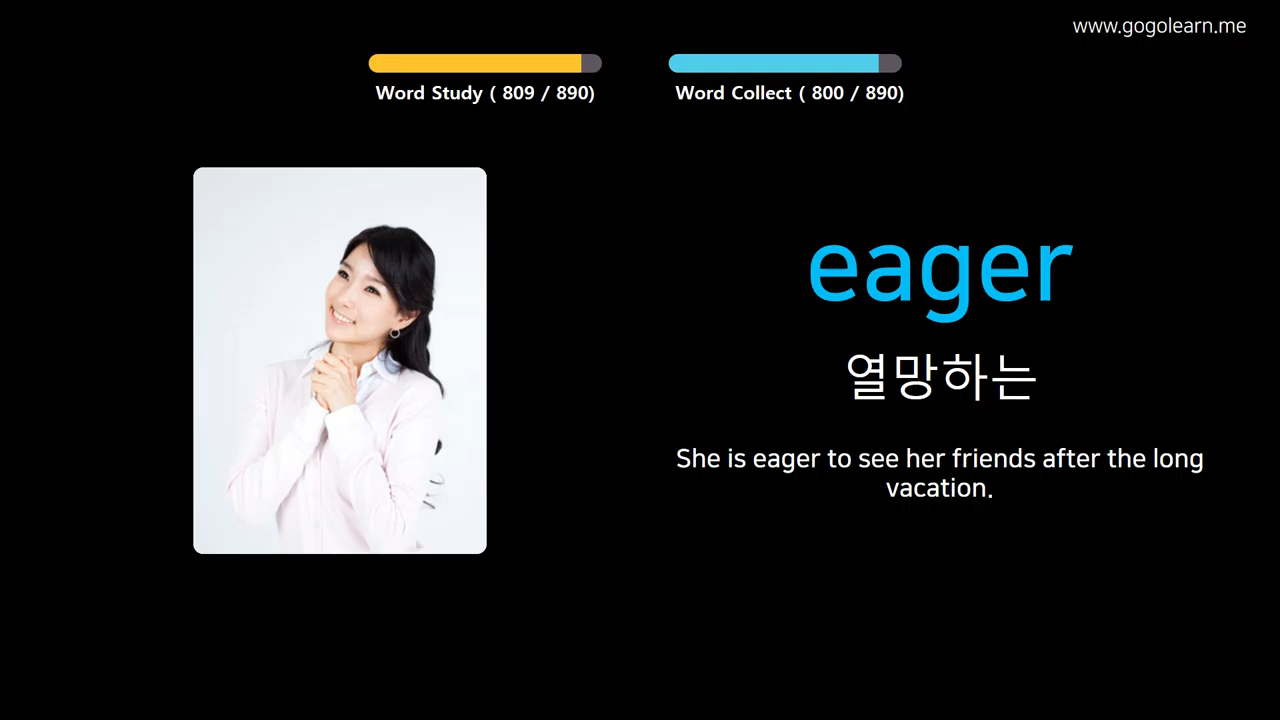 www.gogolearn.me
Word Study ( 809 / 890)
Word Collect ( 800 / 890)
eager
열망하는
She is eager to see her friends after the long
vacation.